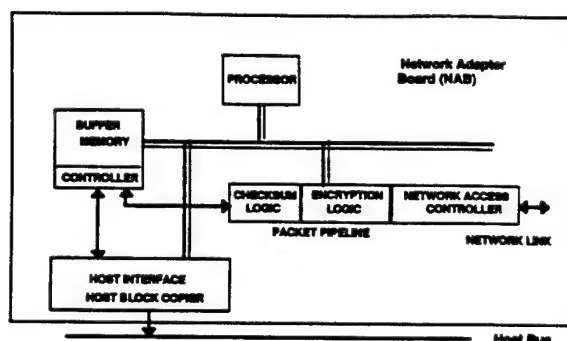 Network Adapter
Board (NAB)
PROCESSOR
BUFFER
MEMORY
CONTROLLER
CHECKSUM
LOGIC
ENCRYPTION
LOGIC
NETWORK ACCESS
CONTROLLER
PACKET PIPELINE
NETWORK LINK
HOST INTERFACE
HOST BLOCK COPIER
Host Bus